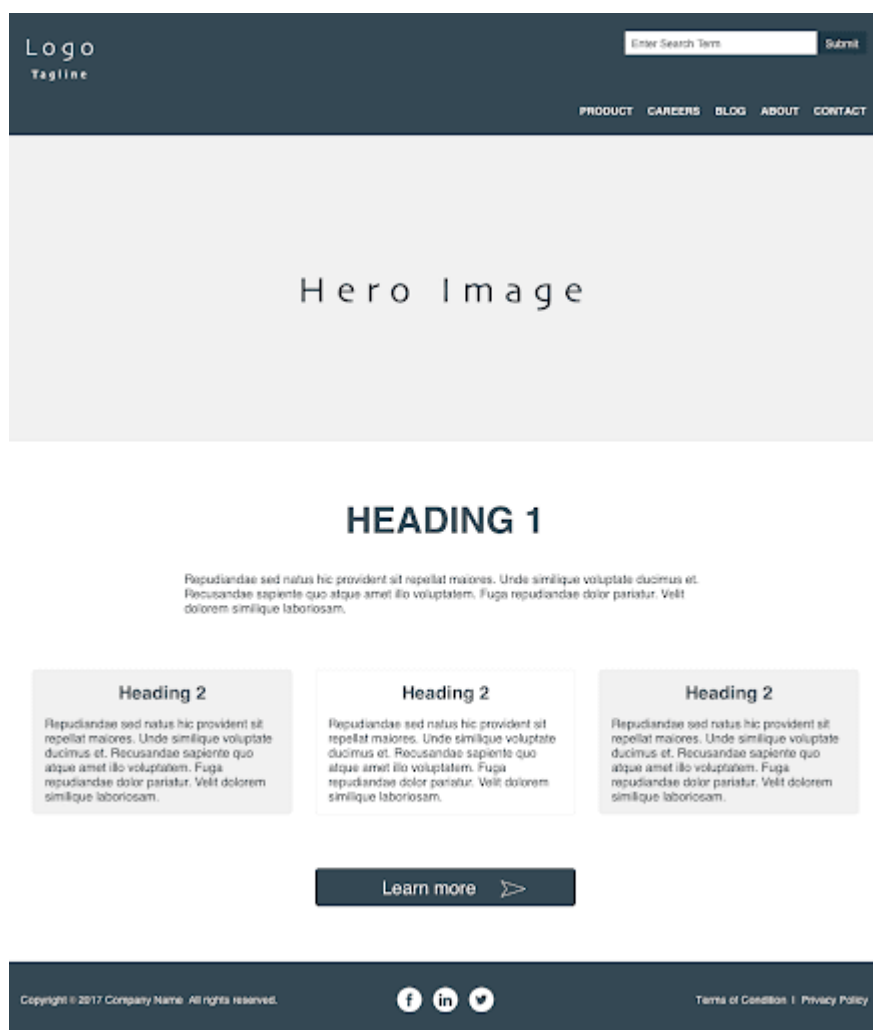 Logo
Tagline
Enter Search Term
Submit
PRODUCT CAREERS BLOG ABOUT CONTACT
Hero Image
HEADING 1
Repudiandae sed natus hic provident sit repellat maiores. Unde similique voluptate ducimus et.
Recusandae sapiente quo atque amet illo voluptatem. Fuga repudiandae dolor pariatur. Velit
dolorem similique laboriosam.
Heading 2
Repudiandae sed natus hic provident sit
repellat maiores. Unde similique voluptate
ducimus et. Recusandae sapiente quo
atque amet illo voluptatem. Fuga
repudiandae dolor pariatur. Velit dolorem
similique laboriosam.
Heading 2
Repudiandae sed natus hic provident sit
repellat maiores. Unde similique voluptate
ducimus et. Recusandae sapiente quo
atque amet illo voluptatem. Fuga
repudiandae dolor pariatur. Velit dolorem
similique laboriosam.
Heading 2
Repudiandae sed natus hic provident sit
repellat maiores. Unde similique voluptate
ducimus et. Recusandae sapiente quo
atque amet illo voluptatem. Fuga
repudiandae dolor pariatur. Velit dolorem
similique laboriosam.
Learn more
Copyright © 2017 Company Name All rights reserved.
f in
Terms of Condition | Privacy Policy